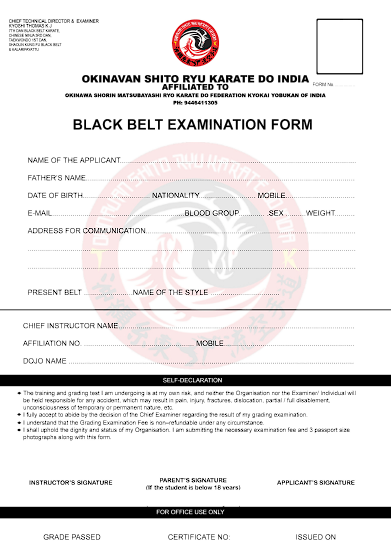 CHIEF TECHNICAL DIRECTOR & EXAMINER
KYOSHI THOMAS K J
7TH DAN BLACK BELT KARATE,
CHINESE NINJA 3RD DAN,
TAEKWONDO 1ST DAN,
SHAOLIN KUNG FU BLACK BELT
& KALARIPAYATTU
FORM No. ............
OKINAVAN SHITO RYU KARATE DO INDIA
AFFILIATED TO
OKINAWA SHORIN MATSUBAYASHI RYU KARATE DO FEDERATION KYOKAI YOBUKAN OF INDIA
PH: 9446411305
BLACK BELT EXAMINATION FORM
NAME OF THE APPLICANT
FATHER'S NAME
DATE OF BIRTH NATIONALITY MOBILE
E-MAIL BLOOD GROUP SEX WEIGHT
ADDRESS FOR COMMUNICATION
PRESENT BELT NAME OF THE STYLE
CHIEF INSTRUCTOR NAME
AFFILIATION NO. MOBILE
DOJO NAME
SELF-DECLARATION
The training and grading test I am undergoing is at my own risk, and neither the Organisation nor the Examiner/ Individual will
be held responsible for any accident, which may result in pain, injury, fractures, dislocation, partial / full disablement,
unconsciousness of temporary or permanent nature, etc.
I fully accept to abide by the decision of the Chief Examiner regarding the result of my grading examination.
I understand that the Grading Examination Fee is non-refundable under any circumstance.
I shall uphold the dignity and status of my Organisation. I am submitting the necessary examination fee and 3 passport size
photographs along with this form.
INSTRUCTOR'S SIGNATURE PARENT'S SIGNATURE APPLICANT'S SIGNATURE
(If the student is below 18 years)
FOR OFFICE USE ONLY
GRADE PASSED CERTIFICATE NO: ISSUED ON